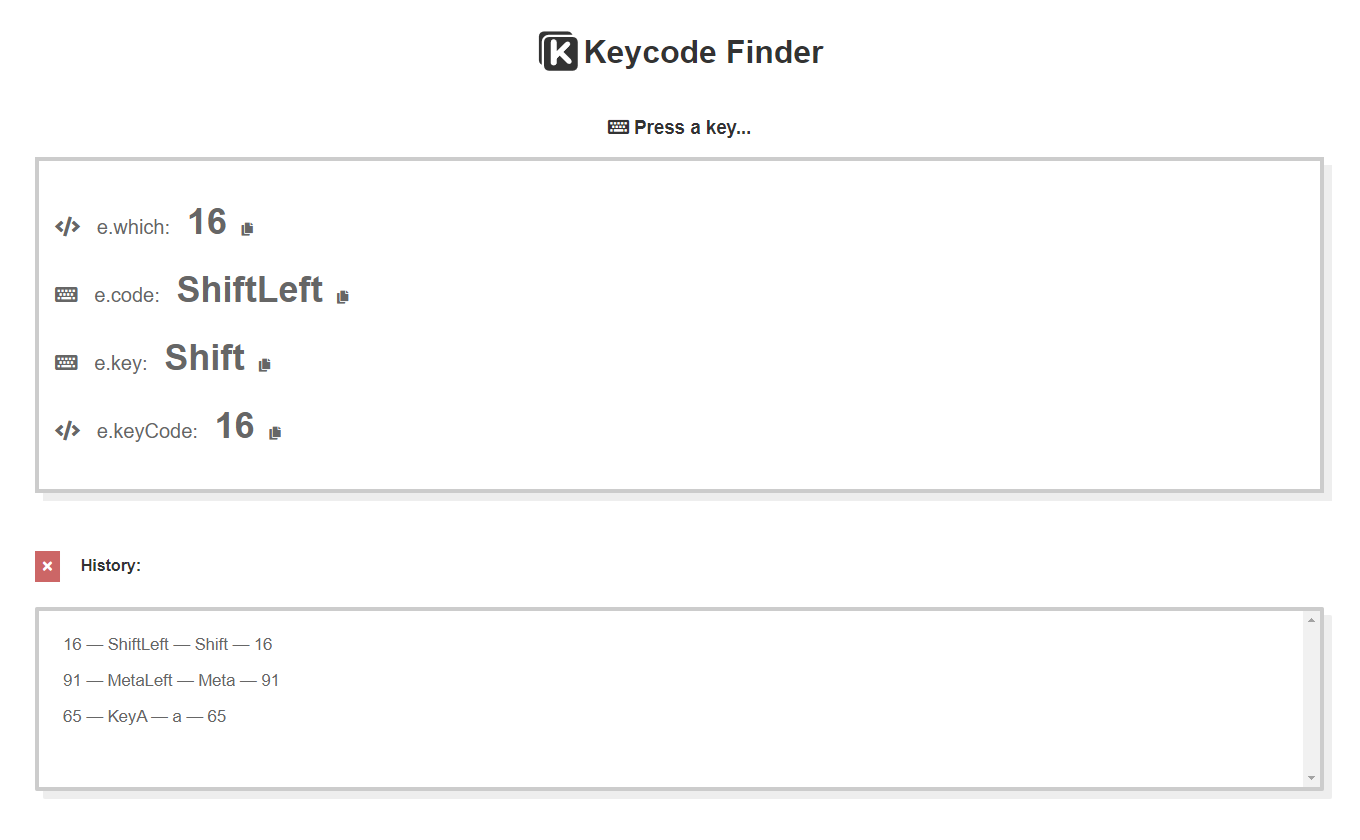 Keycode Finder
Press a key...
e.which: 16
e.code: ShiftLeft
e.key: Shift
e.keyCode: 16
History:
16 — ShiftLeft — Shift — 16
91 — MetaLeft — Meta — 91
65 — KeyA — a — 65